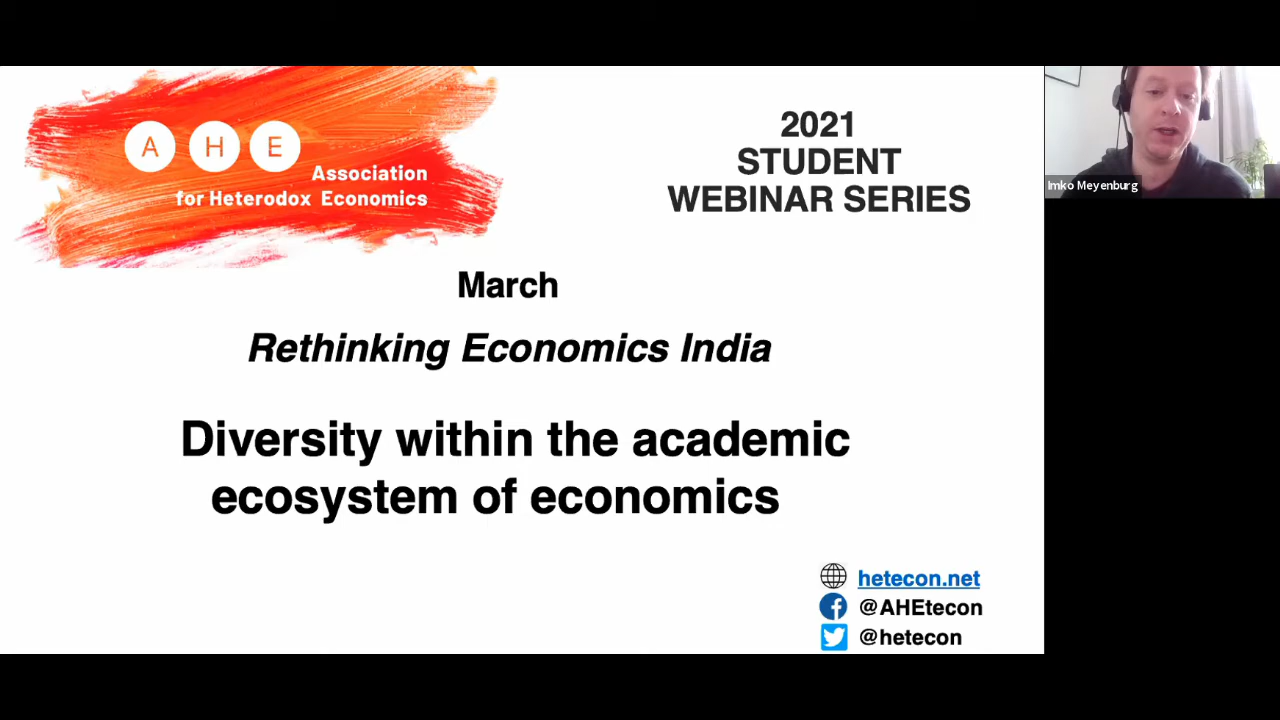 A H E
Association
for Heterodox Economics
2021
STUDENT
WEBINAR SERIES
Imko Meyenburg
March
Rethinking Economics India
Diversity within the academic
ecosystem of economics
hetecon.net
@AHEtecon
@hetecon